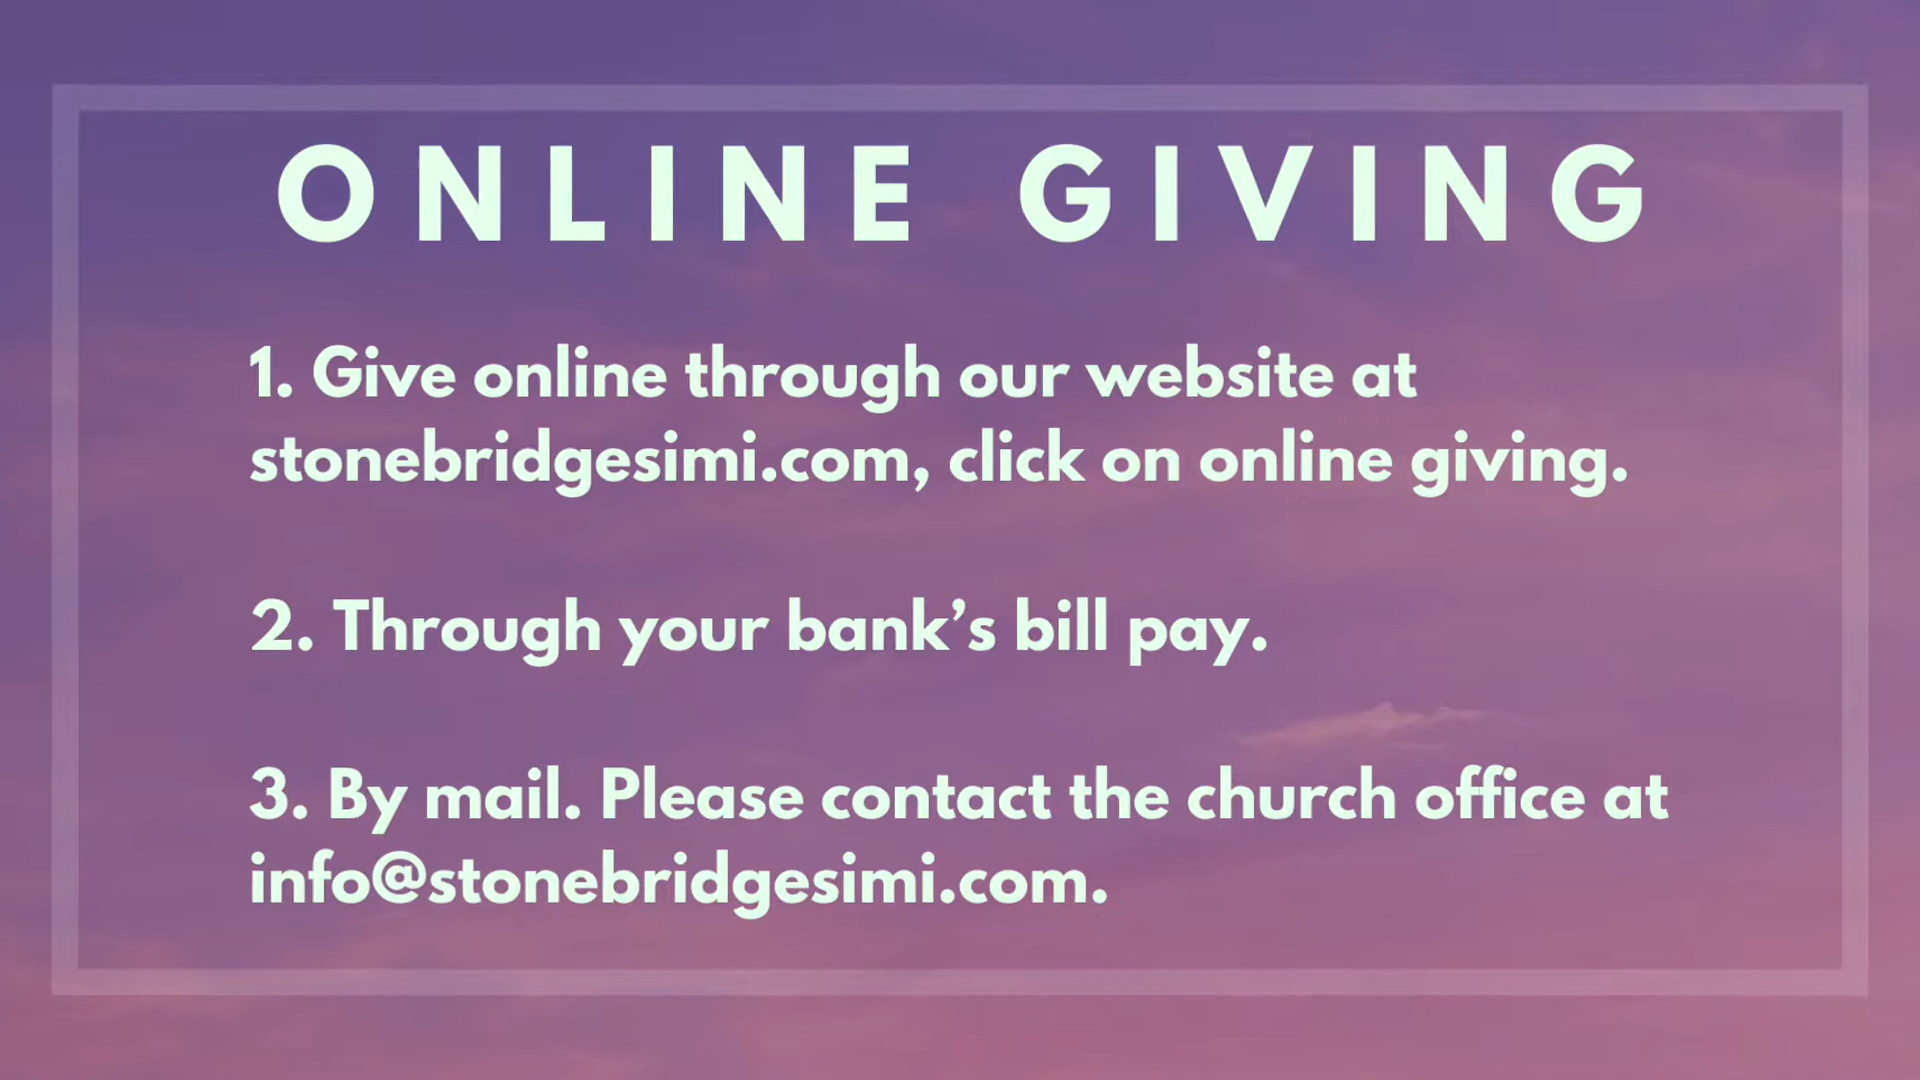 ONLINE GIVING
1. Give online through our website at
stonebridgesimi.com, click on online giving.
2. Through your bank’s bill pay.
3. By mail. Please contact the church office at
info@stonebridgesimi.com.